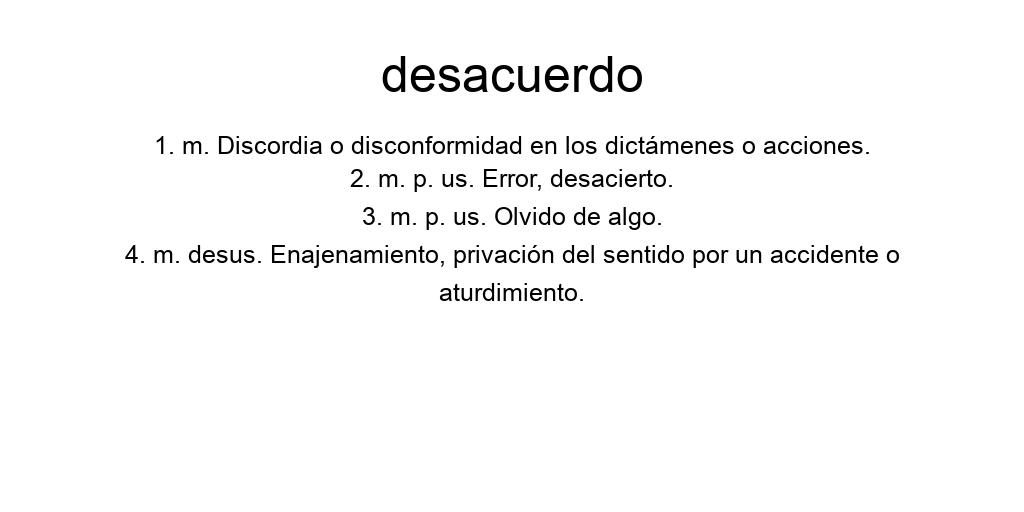 desacuerdo
1. m. Discordia o disconformidad en los dictámenes o acciones.
2. m. p. us. Error, desacierto.
3. m. p. us. Olvido de algo.
4. m. desus. Enajenamiento, privación del sentido por un accidente o
aturdimiento.